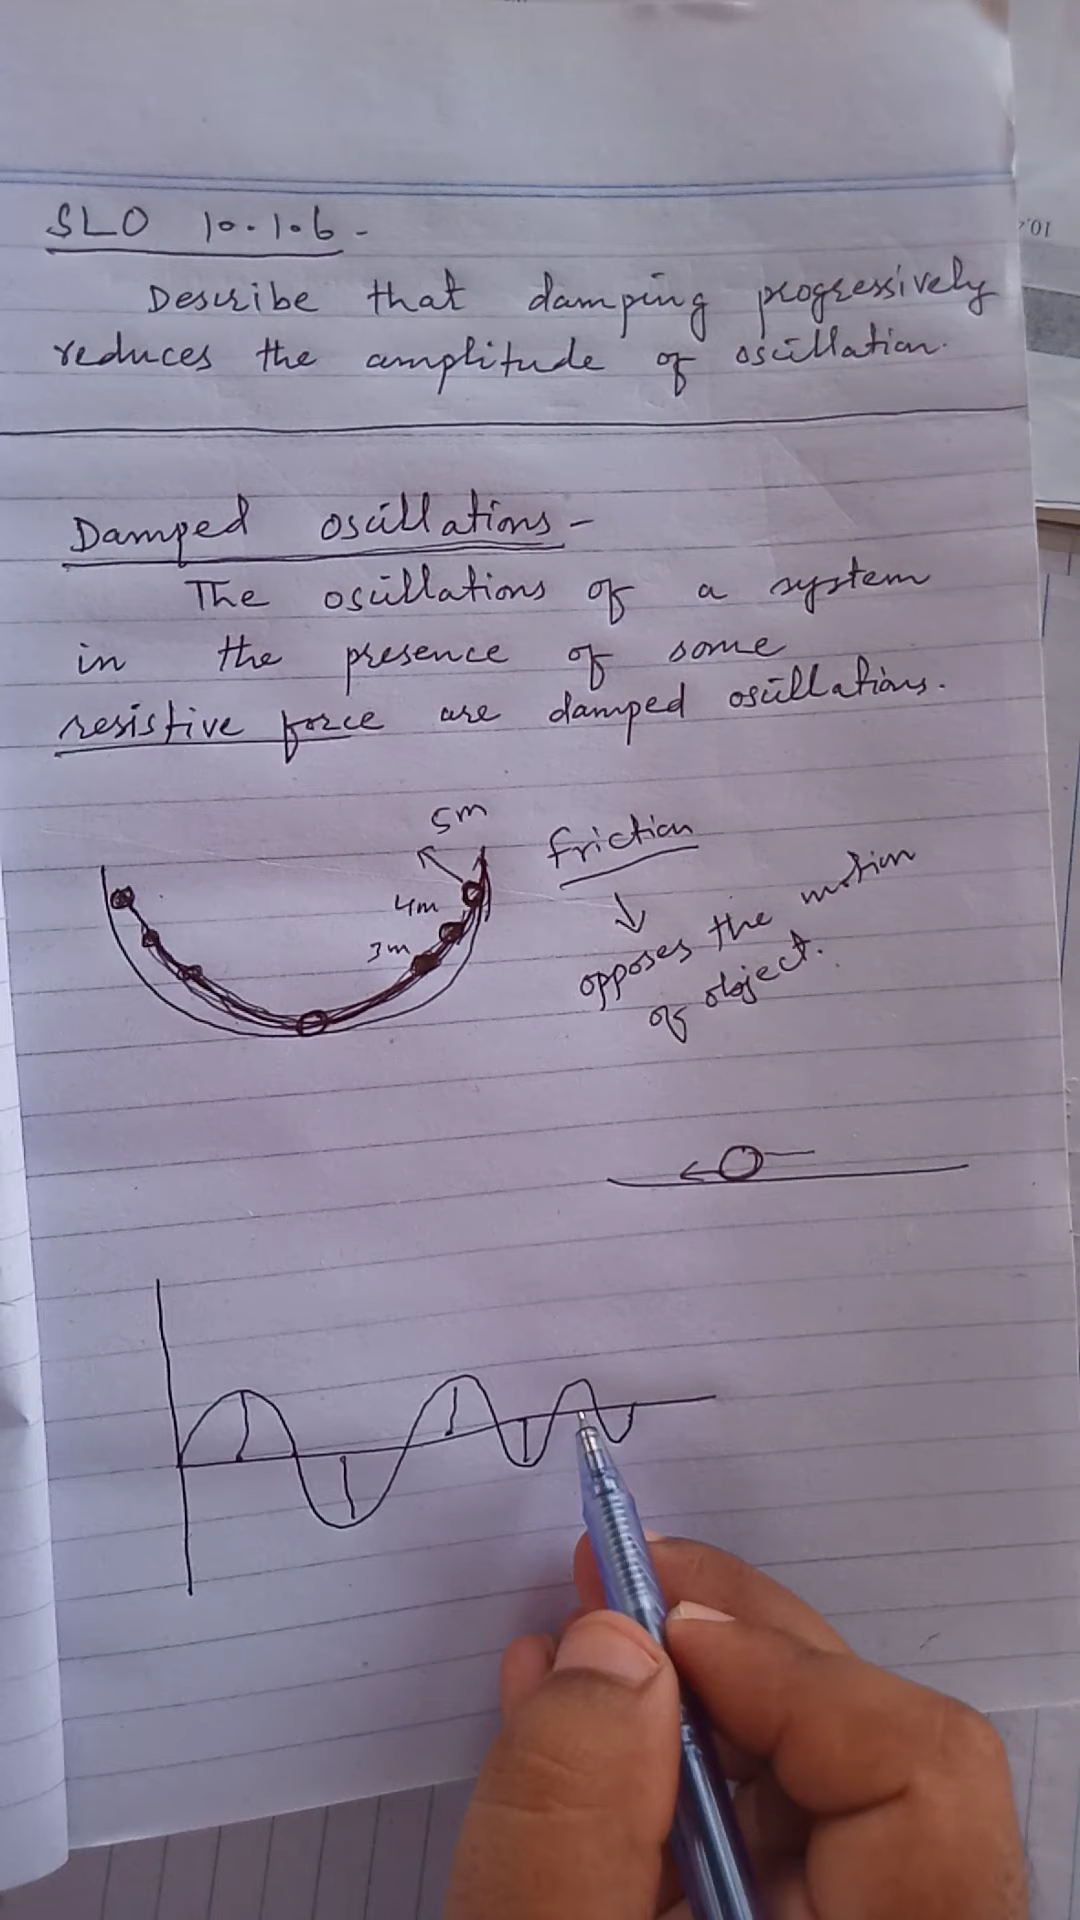 SLO 10.1.6-
Describe that damping progressively
reduces the amplitude of oscillation.
Damped oscillations -
The oscillations of a system
in the presence of some
resistive force are damped oscillations.
5m
4m
3m
friction
opposes the motion
of object.